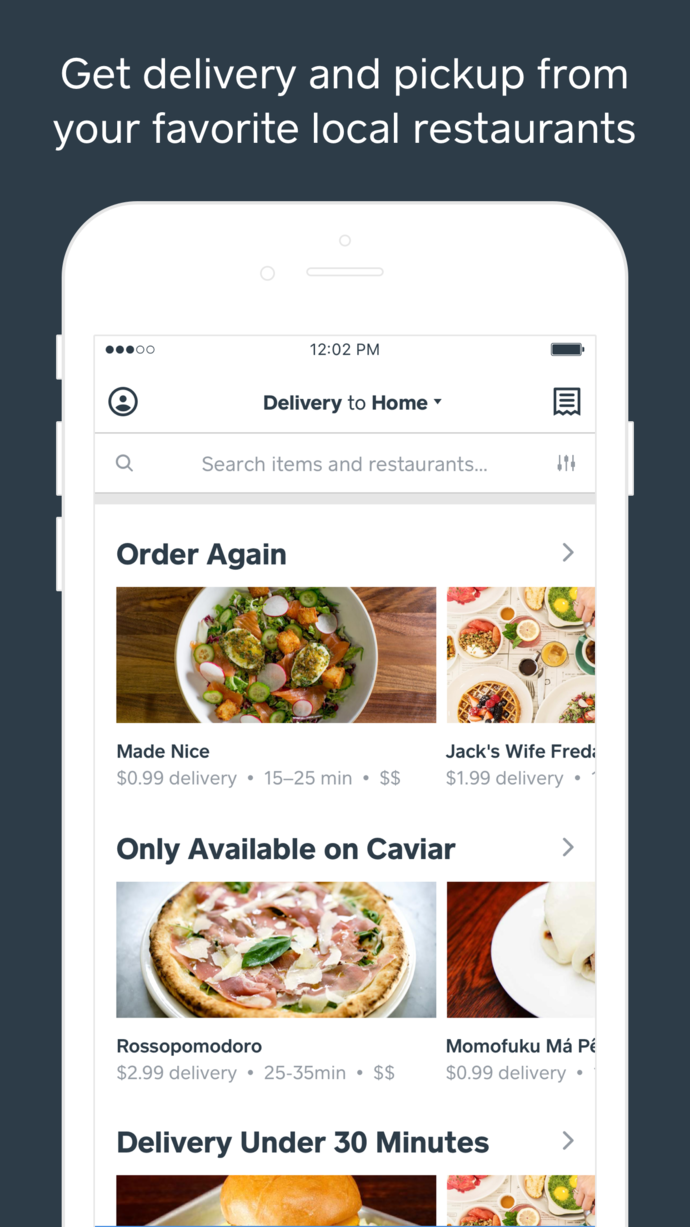 Get delivery and pickup from
your favorite local restaurants
12:02 PM
Delivery to Home
Search items and restaurants...
Order Again
Made Nice
$0.99 delivery • 15–25 min • $$
Jack's Wife Freda
$1.99 delivery •
Only Available on Caviar
Rossopomodoro
$2.99 delivery • 25-35min • $$
Momofuku Má
$0.99 delivery •
Delivery Under 30 Minutes